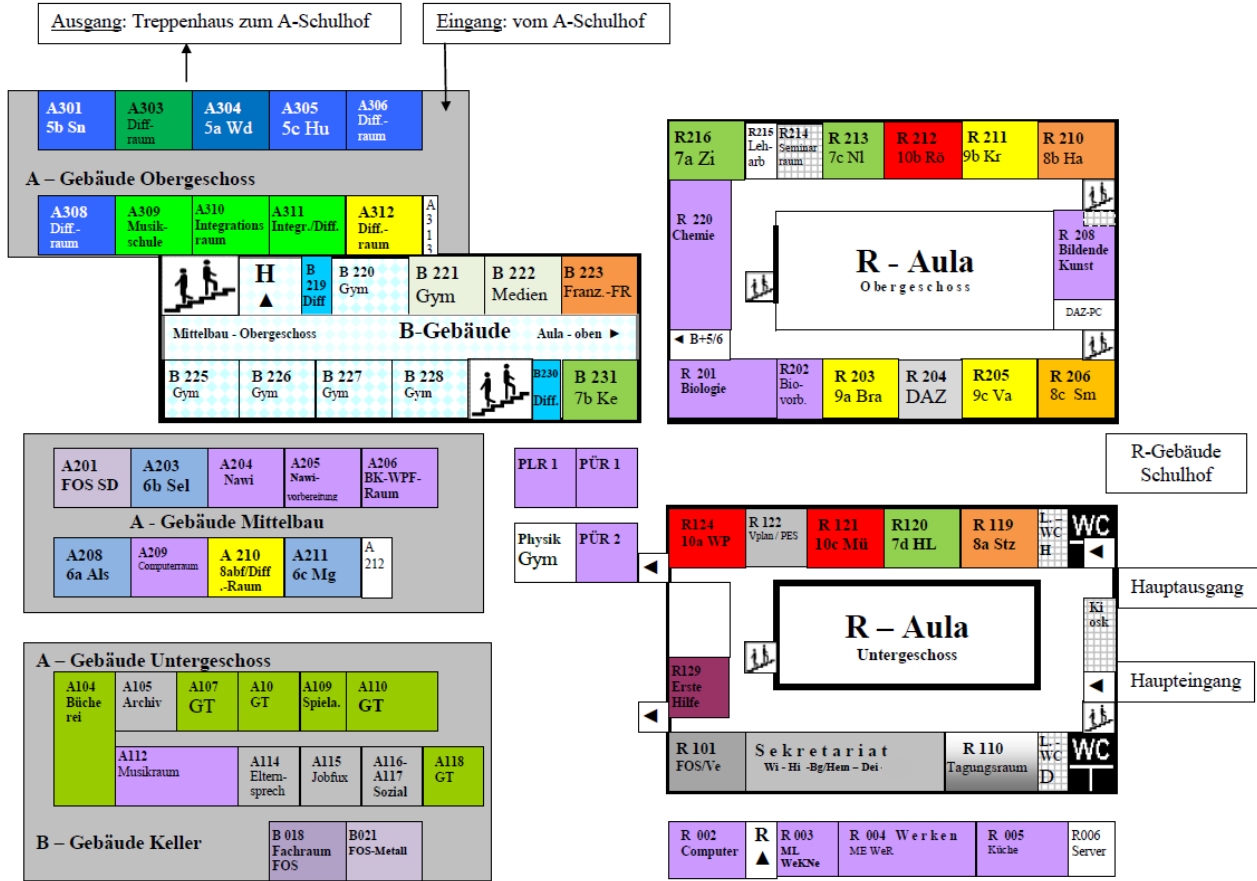 Ausgang: Treppenhaus zum A-Schulhof
Eingang: vom A-Schulhof
A301
5b Sn
A303
Diff-
raum
A304
5a Wd
A305
5c Hu
A306
Diff.-
raum
A – Gebäude Obergeschoss
A308
Diff.-
raum
A309
Musik-
schule
A310
Integrations
raum
A311
Integr./Diff.
A312
Diff.-
raum
A
3
1
3
H
▲
B
219
Diff
B 220
Gym
B 221
Gym
B 222
Medien
B 223
Franz.-FR
Mittelbau - Obergeschoss
B-Gebäude
Aula - oben ►
B 225
Gym
B 226
Gym
B 227
Gym
B 228
Gym
B230
Diff.
B 231
7b Ke
R216
7a Zi
R215
Leh-
arb
R214
Seminar
raum
R 213
7c Nl
R 212
10b Rö
R 211
9b Kr
R 210
8b Ha
R 220
Chemie
R - Aula
Obergeschoss
R 208
Bildende
Kunst
DAZ-PC
◄ B+5/6
R 201
Biologie
R202
Bio-
vorb.
R 203
9a Bra
R 204
DAZ
R205
9c Va
R 206
8c Sm
A201
FOS SD
A203
6b Sel
A204
Nawi
A205
Nawi-
vorbereitung
A206
BK-WPF-
Raum
A - Gebäude Mittelbau
A208
6a Als
A209
Computerraum
A 210
8abf/Diff
.-Raum
A211
6c Mg
A
212
PLR 1
PÜR 1
Physik
Gym
PÜR 2
R-Gebäude
Schulhof
R124
10a WP
R 122
Vplan / PES
R 121
10c Mü
R120
7d HL
R 119
8a Stz
L.-
WC
H
WC
◄
◄
Hauptausgang
R – Aula
Untergeschoss
Ki
osk
◄
Haupteingang
R129
Erste
Hilfe
◄
R 101
FOS/Ve
Sekretariat
Wi - Hi -Bg/Hem – Dei
R 110
Tagungsraum
L.-
WC
D
WC
A – Gebäude Untergeschoss
A104
Büche
rei
A105
Archiv
A107
GT
A10
GT
A109
Spiela.
A110
GT
A112
Musikraum
A114
Eltern-
sprech
A115
Jobfux
A116-
A117
Sozial
A118
GT
B – Gebäude Keller
B 018
Fachraum
FOS
B021
FOS-Metall
R 002
Computer
R
▲
R 003
ML
WeKNe
R 004 Werken
ME WeR
R 005
Küche
R006
Server